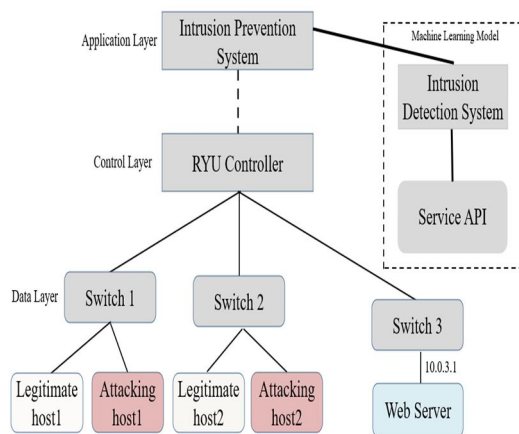 Application Layer
Intrusion Prevention
System
Machine Learning Model
Intrusion
Detection System
Service API
Control Layer
RYU Controller
Data Layer
Switch 1
Switch 2
Switch 3
10.0.3.1
Legitimate
host1
Attacking
host1
Legitimate
host2
Attacking
host2
Web Server